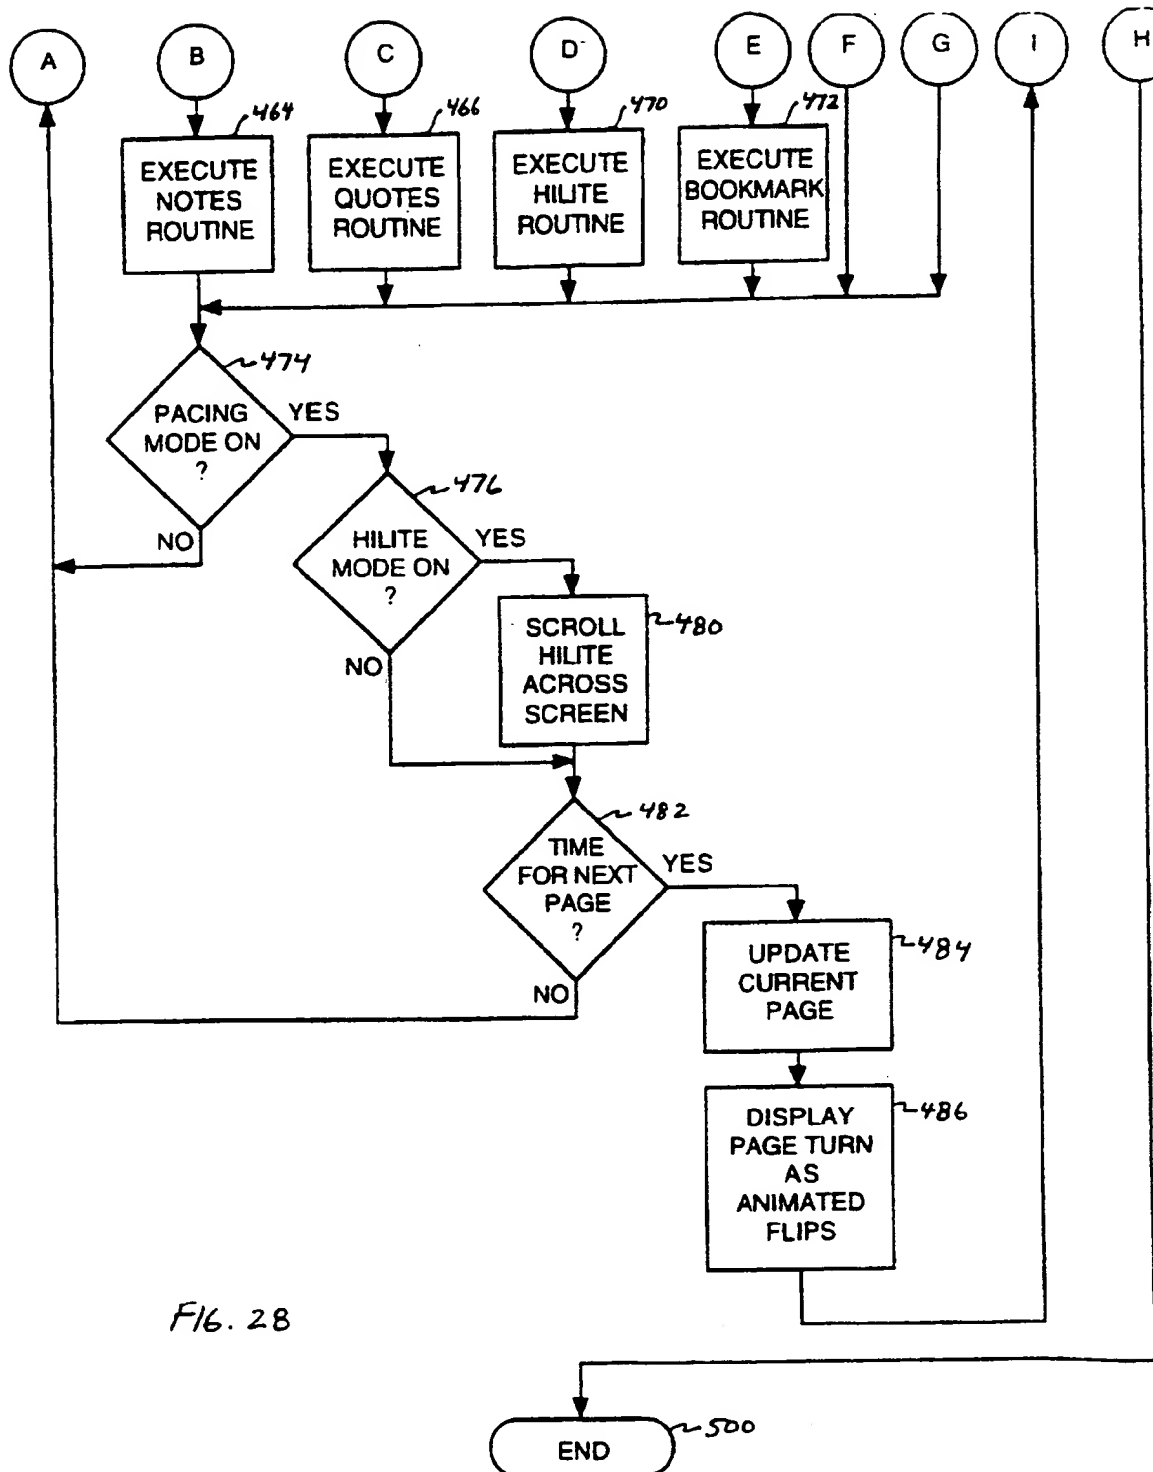 A
B
C
D
E
F
G
I
H
464
466
470
472
EXECUTE
NOTES
ROUTINE
EXECUTE
QUOTES
ROUTINE
EXECUTE
HILITE
ROUTINE
EXECUTE
BOOKMARK
ROUTINE
474
PACING
MODE ON
?
YES
NO
476
HILITE
MODE ON
?
YES
NO
480
SCROLL
HILITE
ACROSS
SCREEN
482
TIME
FOR NEXT
PAGE
?
YES
NO
484
UPDATE
CURRENT
PAGE
486
DISPLAY
PAGE TURN
AS
ANIMATED
FLIPS
FIG. 28
500
END